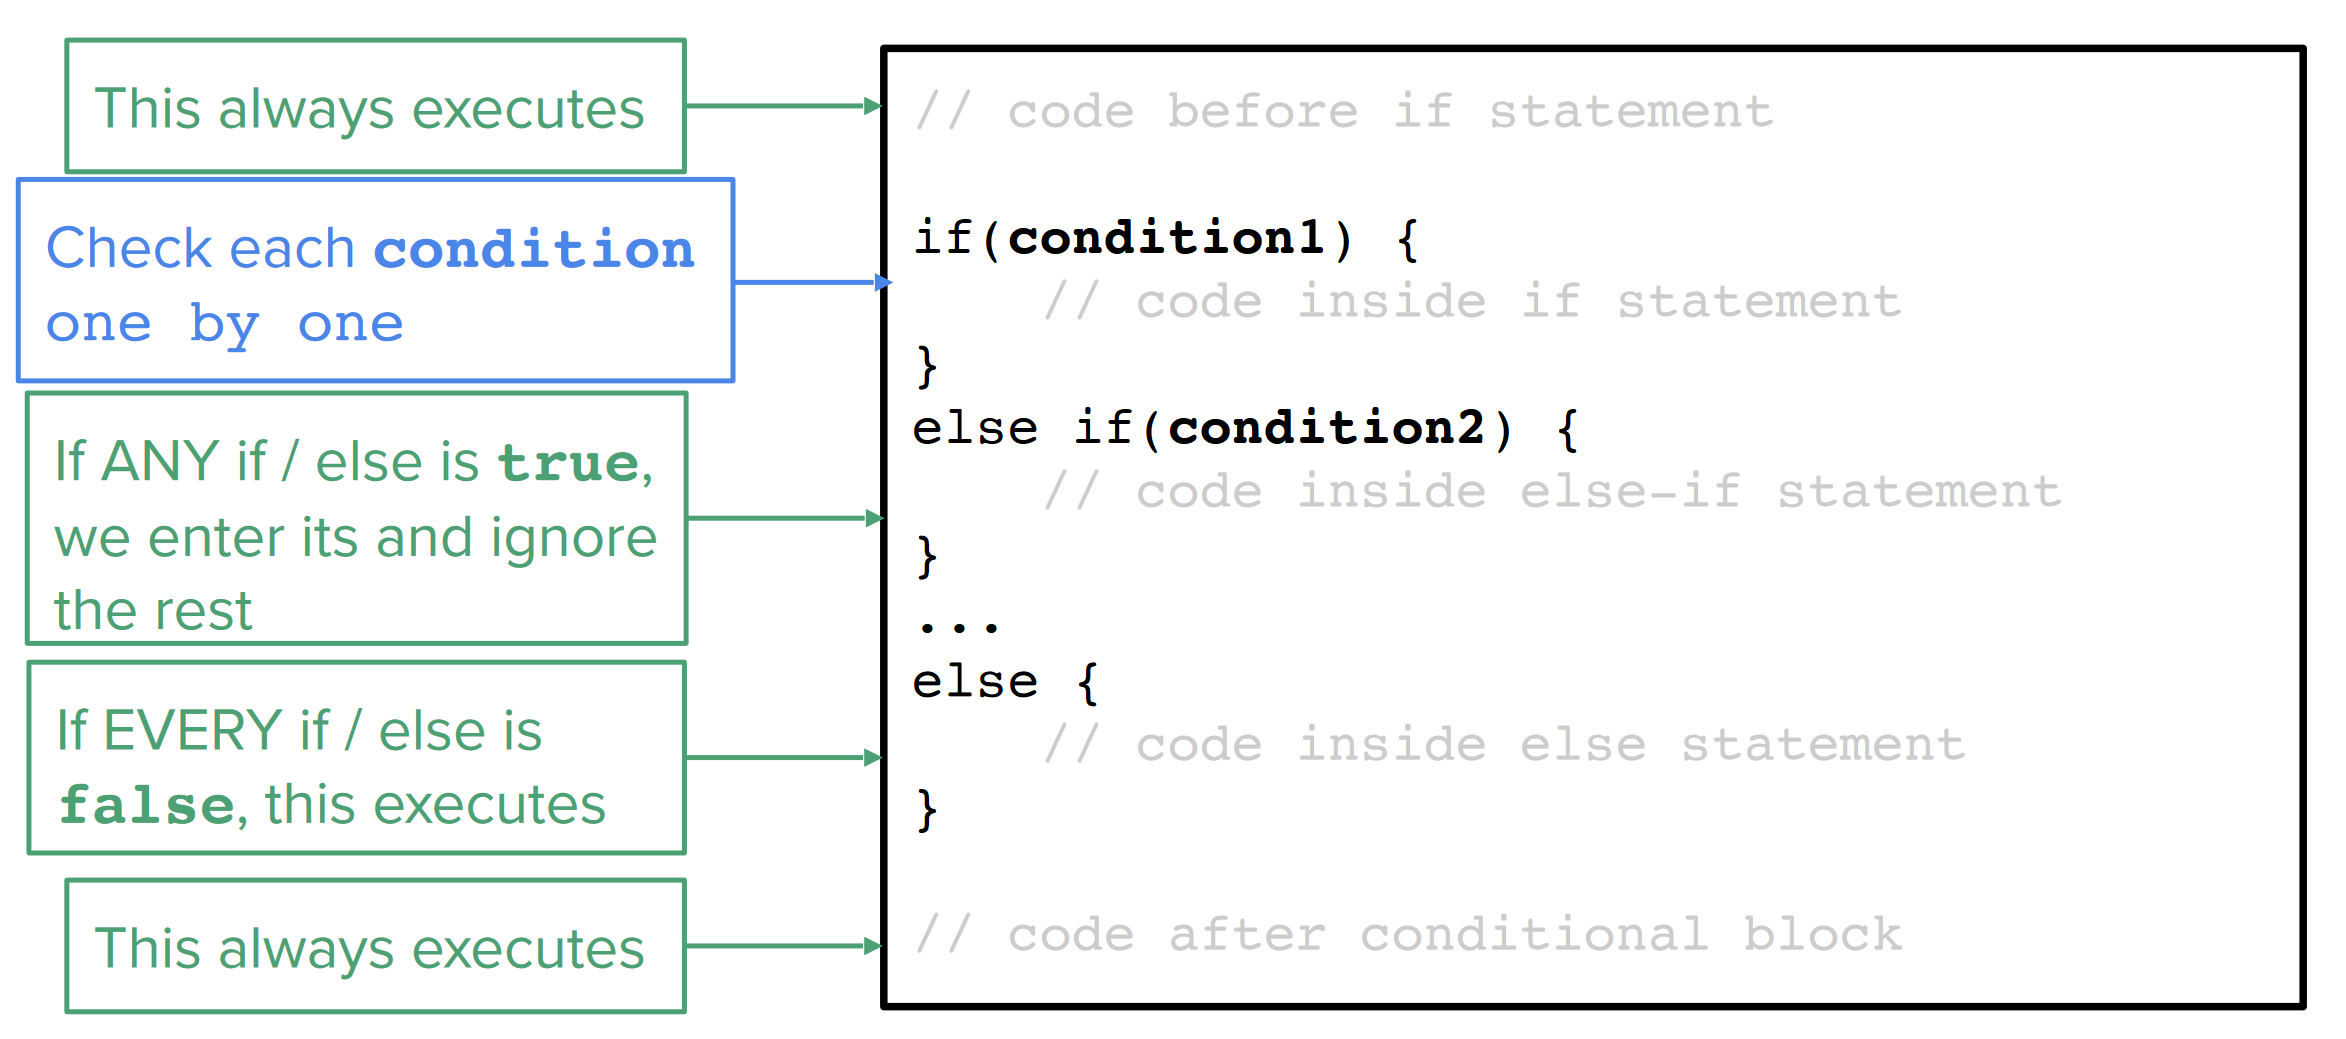 This always executes
Check each condition
one by one
If ANY if / else is true,
we enter its and ignore
the rest
If EVERY if / else is
false, this executes
This always executes
// code before if statement
if(condition1) {
// code inside if statement
}
else if(condition2) {
// code inside else-if statement
}
...
else {
// code inside else statement
}
// code after conditional block